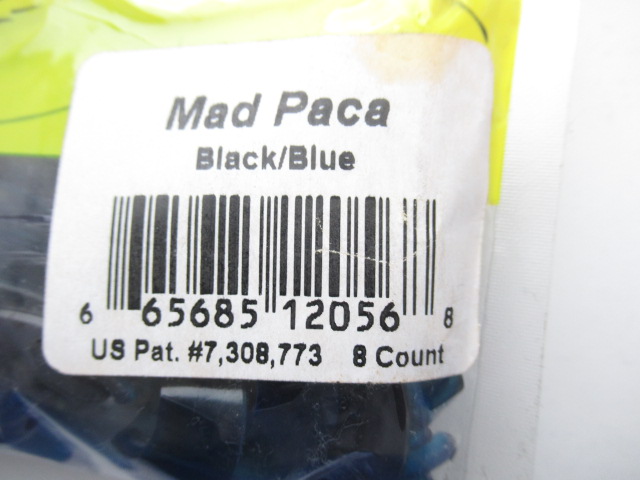 Mad Paca
Black/Blue
6 65685 12056 8
US Pat. #7,308,773 8 Count